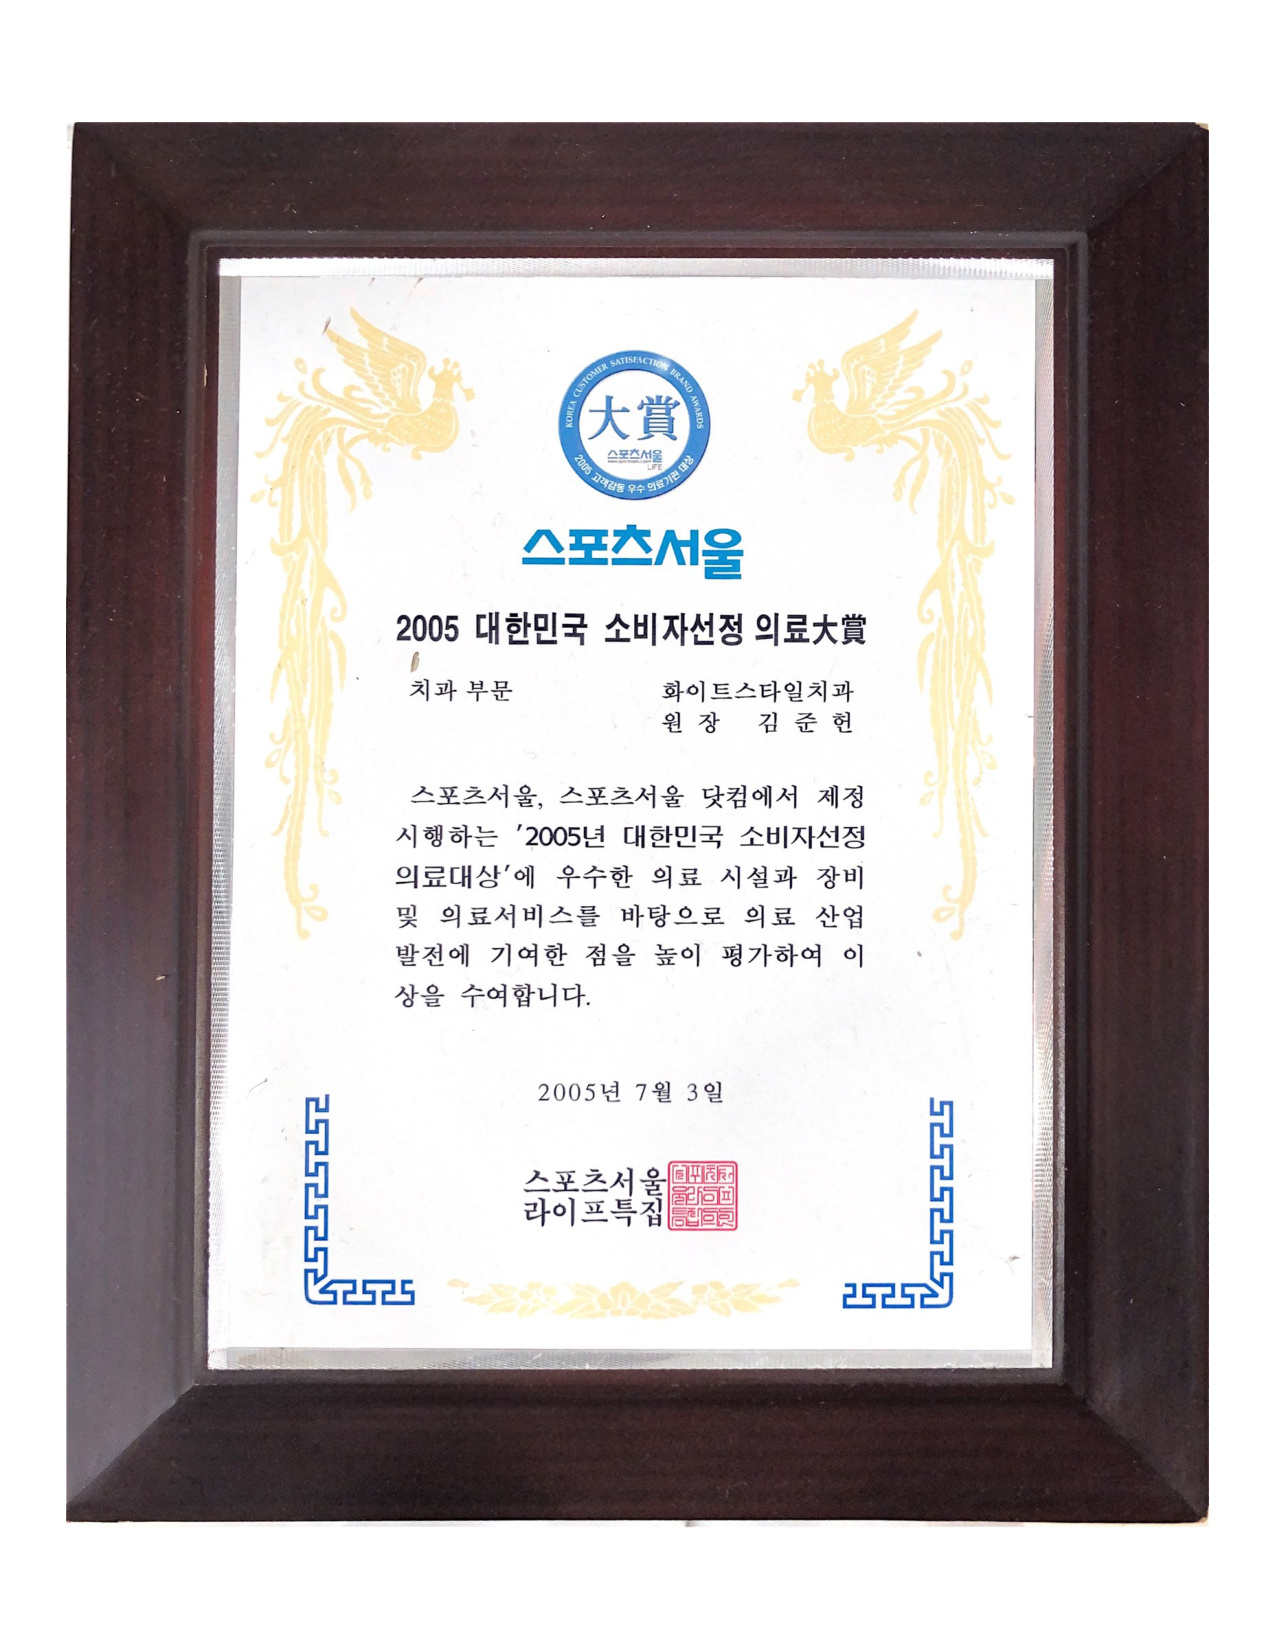 KOREA CUSTOMER SATISFACTION BRAND AWARDS
大賞
스포츠서울
LIFE
2005 고객감동 우수 의료기관 대상
스포츠서울
2005 대한민국 소비자선정 의료大賞
치과 부문 화이트스타일치과
원 장 김 준 헌
스포츠서울, 스포츠서울 닷컴에서 제정
시행하는 '2005년 대한민국 소비자선정
의료대상'에 우수한 의료 시설과 장비
및 의료서비스를 바탕으로 의료 산업
발전에 기여한 점을 높이 평가하여 이
상을 수여합니다.
2005년 7월 3일
스포츠서울
라이프특집